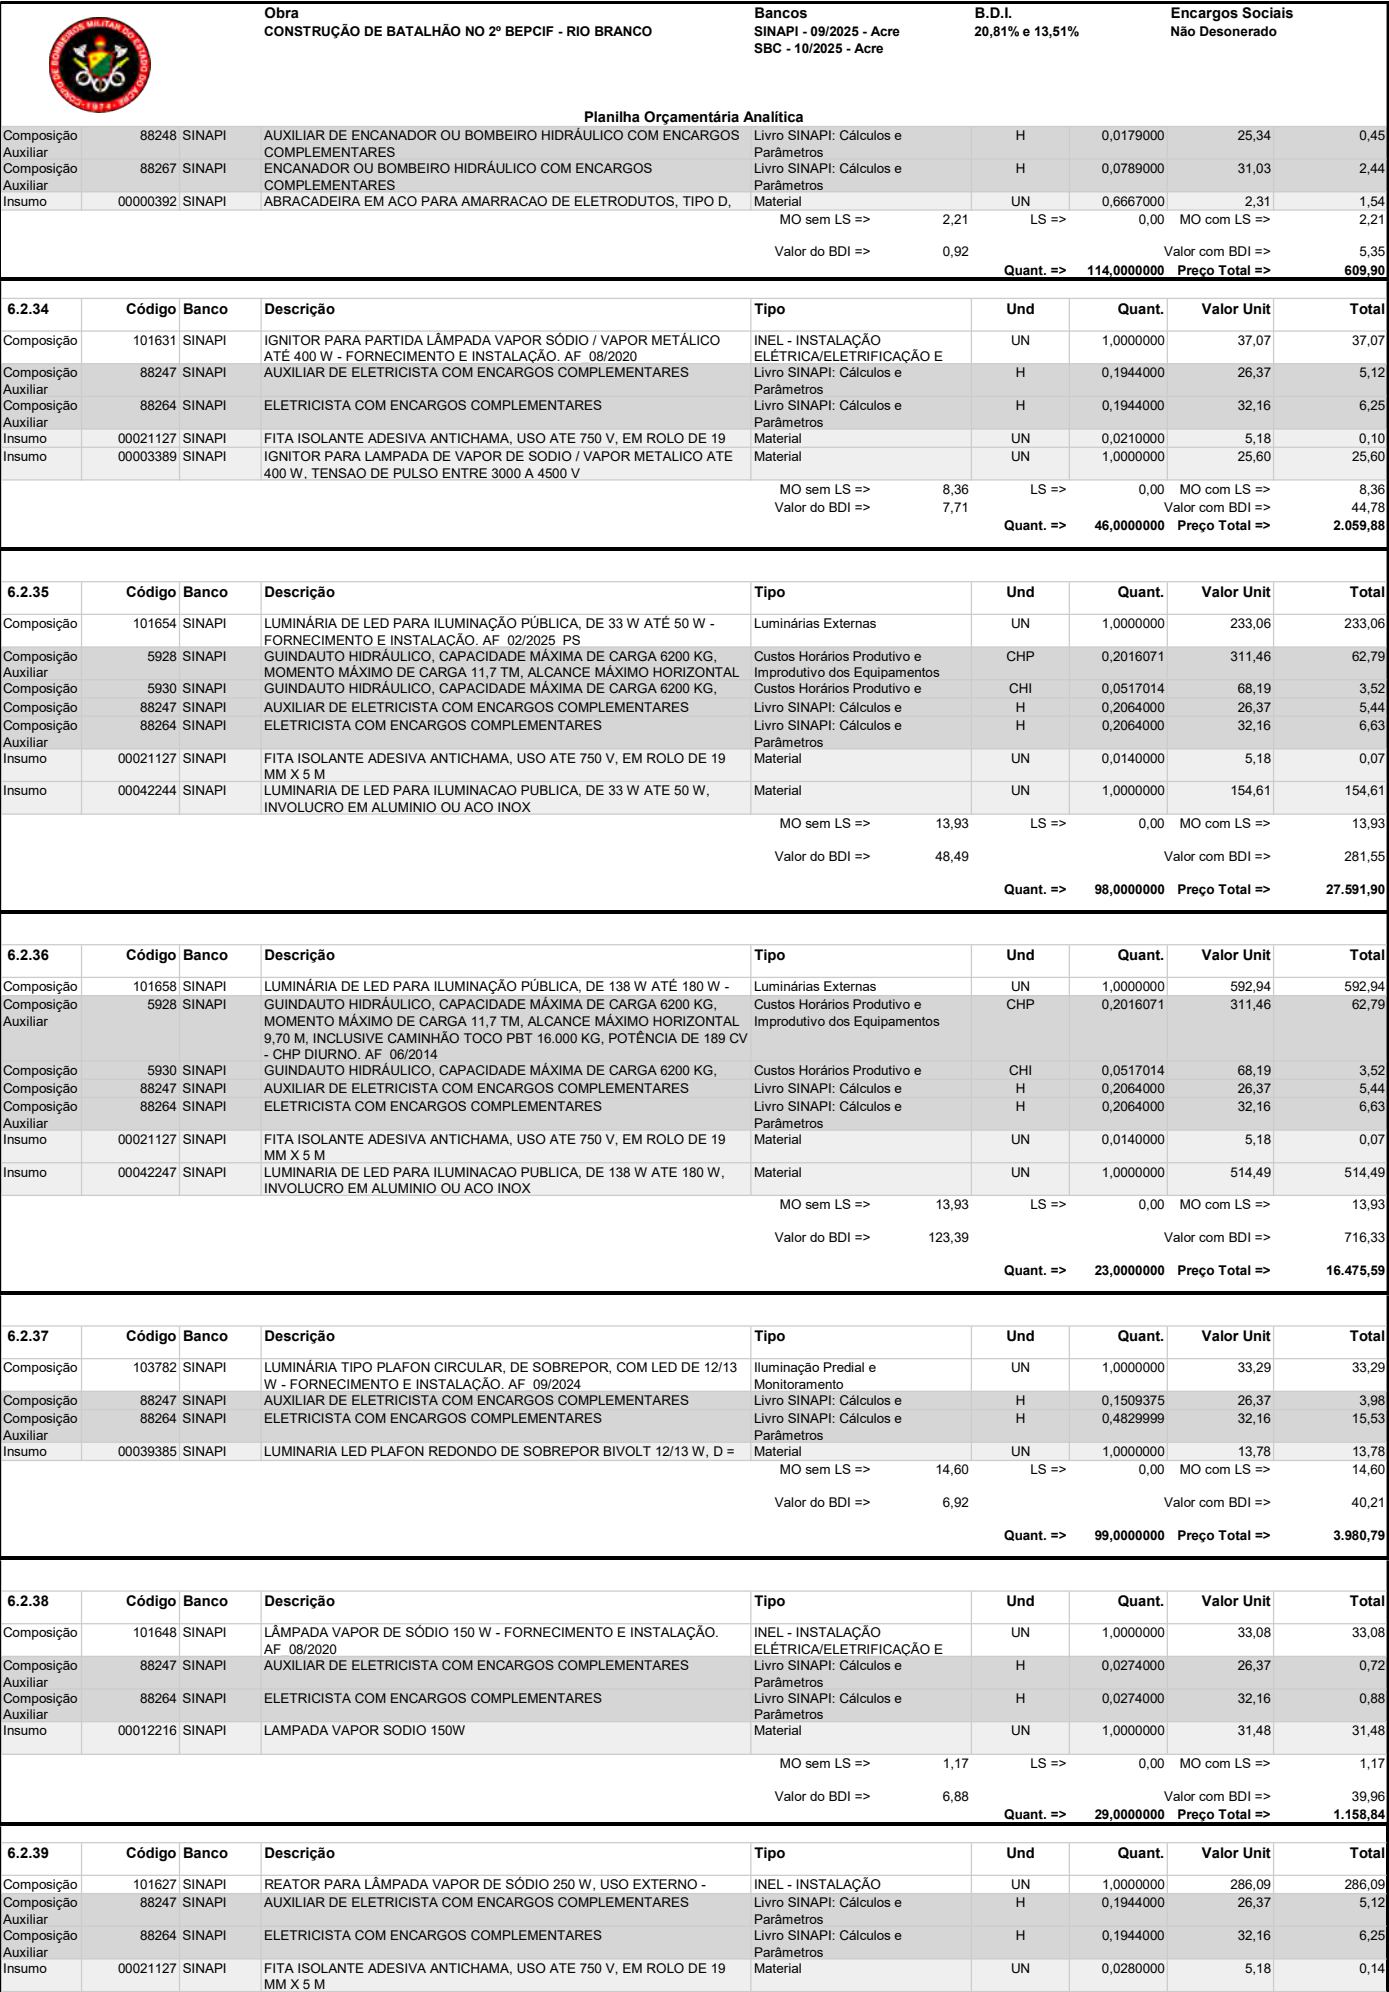 CORPO DE BOMBEIROS MILITAR DO ESTADO DO ACRE
-1974-
Obra Bancos B.D.I. Encargos Sociais
CONSTRUÇÃO DE BATALHÃO NO 2º BEPCIF - RIO BRANCO SINAPI - 09/2025 - Acre 20,81% e 13,51% Não Desonerado
SBC - 10/2025 - Acre
Planilha Orçamentária Analítica
Composição 88248 SINAPI AUXILIAR DE ENCANADOR OU BOMBEIRO HIDRÁULICO COM ENCARGOS Livro SINAPI: Cálculos e H 0,0179000 25,34 0,45
Auxiliar COMPLEMENTARES Parâmetros
Composição 88267 SINAPI ENCANADOR OU BOMBEIRO HIDRÁULICO COM ENCARGOS Livro SINAPI: Cálculos e H 0,0789000 31,03 2,44
Auxiliar COMPLEMENTARES Parâmetros
Insumo 00000392 SINAPI ABRACADEIRA EM ACO PARA AMARRACAO DE ELETRODUTOS, TIPO D, Material UN 0,6667000 2,31 1,54
MO sem LS => 2,21 LS => 0,00 MO com LS => 2,21
Valor do BDI => 0,92 Valor com BDI => 5,35
Quant. => 114,0000000 Preço Total => 609,90
6.2.34 Código Banco Descrição Tipo Und Quant. Valor Unit Total
Composição 101631 SINAPI IGNITOR PARA PARTIDA LÂMPADA VAPOR SÓDIO / VAPOR METÁLICO INEL - INSTALAÇÃO UN 1,0000000 37,07 37,07
ATÉ 400 W - FORNECIMENTO E INSTALAÇÃO. AF_08/2020 ELÉTRICA/ELETRIFICAÇÃO E
Composição 88247 SINAPI AUXILIAR DE ELETRICISTA COM ENCARGOS COMPLEMENTARES Livro SINAPI: Cálculos e H 0,1944000 26,37 5,12
Auxiliar Parâmetros
Composição 88264 SINAPI ELETRICISTA COM ENCARGOS COMPLEMENTARES Livro SINAPI: Cálculos e H 0,1944000 32,16 6,25
Auxiliar Parâmetros
Insumo 00021127 SINAPI FITA ISOLANTE ADESIVA ANTICHAMA, USO ATE 750 V, EM ROLO DE 19 Material UN 0,0210000 5,18 0,10
Insumo 00003389 SINAPI IGNITOR PARA LAMPADA DE VAPOR DE SODIO / VAPOR METALICO ATE Material UN 1,0000000 25,60 25,60
400 W, TENSAO DE PULSO ENTRE 3000 A 4500 V
MO sem LS => 8,36 LS => 0,00 MO com LS => 8,36
Valor do BDI => 7,71 Valor com BDI => 44,78
Quant. => 46,0000000 Preço Total => 2.059,88
6.2.35 Código Banco Descrição Tipo Und Quant. Valor Unit Total
Composição 101654 SINAPI LUMINÁRIA DE LED PARA ILUMINAÇÃO PÚBLICA, DE 33 W ATÉ 50 W - Luminárias Externas UN 1,0000000 233,06 233,06
FORNECIMENTO E INSTALAÇÃO. AF_02/2025_PS
Composição 5928 SINAPI GUINDAUTO HIDRÁULICO, CAPACIDADE MÁXIMA DE CARGA 6200 KG, Custos Horários Produtivo e CHP 0,2016071 311,46 62,79
Auxiliar MOMENTO MÁXIMO DE CARGA 11,7 TM, ALCANCE MÁXIMO HORIZONTAL Improdutivo dos Equipamentos
Composição 5930 SINAPI GUINDAUTO HIDRÁULICO, CAPACIDADE MÁXIMA DE CARGA 6200 KG, Custos Horários Produtivo e CHI 0,0517014 68,19 3,52
Composição 88247 SINAPI AUXILIAR DE ELETRICISTA COM ENCARGOS COMPLEMENTARES Livro SINAPI: Cálculos e H 0,2064000 26,37 5,44
Composição 88264 SINAPI ELETRICISTA COM ENCARGOS COMPLEMENTARES Livro SINAPI: Cálculos e H 0,2064000 32,16 6,63
Auxiliar Parâmetros
Insumo 00021127 SINAPI FITA ISOLANTE ADESIVA ANTICHAMA, USO ATE 750 V, EM ROLO DE 19 Material UN 0,0140000 5,18 0,07
MM X 5 M
Insumo 00042244 SINAPI LUMINARIA DE LED PARA ILUMINACAO PUBLICA, DE 33 W ATE 50 W, Material UN 1,0000000 154,61 154,61
INVOLUCRO EM ALUMINIO OU ACO INOX
MO sem LS => 13,93 LS => 0,00 MO com LS => 13,93
Valor do BDI => 48,49 Valor com BDI => 281,55
Quant. => 98,0000000 Preço Total => 27.591,90
6.2.36 Código Banco Descrição Tipo Und Quant. Valor Unit Total
Composição 101658 SINAPI LUMINÁRIA DE LED PARA ILUMINAÇÃO PÚBLICA, DE 138 W ATÉ 180 W - Luminárias Externas UN 1,0000000 592,94 592,94
Composição 5928 SINAPI GUINDAUTO HIDRÁULICO, CAPACIDADE MÁXIMA DE CARGA 6200 KG, Custos Horários Produtivo e CHP 0,2016071 311,46 62,79
Auxiliar MOMENTO MÁXIMO DE CARGA 11,7 TM, ALCANCE MÁXIMO HORIZONTAL Improdutivo dos Equipamentos
9,70 M, INCLUSIVE CAMINHÃO TOCO PBT 16.000 KG, POTÊNCIA DE 189 CV
- CHP DIURNO. AF_06/2014
Composição 5930 SINAPI GUINDAUTO HIDRÁULICO, CAPACIDADE MÁXIMA DE CARGA 6200 KG, Custos Horários Produtivo e CHI 0,0517014 68,19 3,52
Composição 88247 SINAPI AUXILIAR DE ELETRICISTA COM ENCARGOS COMPLEMENTARES Livro SINAPI: Cálculos e H 0,2064000 26,37 5,44
Composição 88264 SINAPI ELETRICISTA COM ENCARGOS COMPLEMENTARES Livro SINAPI: Cálculos e H 0,2064000 32,16 6,63
Auxiliar Parâmetros
Insumo 00021127 SINAPI FITA ISOLANTE ADESIVA ANTICHAMA, USO ATE 750 V, EM ROLO DE 19 Material UN 0,0140000 5,18 0,07
MM X 5 M
Insumo 00042247 SINAPI LUMINARIA DE LED PARA ILUMINACAO PUBLICA, DE 138 W ATE 180 W, Material UN 1,0000000 514,49 514,49
INVOLUCRO EM ALUMINIO OU ACO INOX
MO sem LS => 13,93 LS => 0,00 MO com LS => 13,93
Valor do BDI => 123,39 Valor com BDI => 716,33
Quant. => 23,0000000 Preço Total => 16.475,59
6.2.37 Código Banco Descrição Tipo Und Quant. Valor Unit Total
Composição 103782 SINAPI LUMINÁRIA TIPO PLAFON CIRCULAR, DE SOBREPOR, COM LED DE 12/13 Iluminação Predial e UN 1,0000000 33,29 33,29
W - FORNECIMENTO E INSTALAÇÃO. AF_09/2024 Monitoramento
Composição 88247 SINAPI AUXILIAR DE ELETRICISTA COM ENCARGOS COMPLEMENTARES Livro SINAPI: Cálculos e H 0,1509375 26,37 3,98
Composição 88264 SINAPI ELETRICISTA COM ENCARGOS COMPLEMENTARES Livro SINAPI: Cálculos e H 0,4829999 32,16 15,53
Auxiliar Parâmetros
Insumo 00039385 SINAPI LUMINARIA LED PLAFON REDONDO DE SOBREPOR BIVOLT 12/13 W, D = Material UN 1,0000000 13,78 13,78
MO sem LS => 14,60 LS => 0,00 MO com LS => 14,60
Valor do BDI => 6,92 Valor com BDI => 40,21
Quant. => 99,0000000 Preço Total => 3.980,79
6.2.38 Código Banco Descrição Tipo Und Quant. Valor Unit Total
Composição 101648 SINAPI LÂMPADA VAPOR DE SÓDIO 150 W - FORNECIMENTO E INSTALAÇÃO. INEL - INSTALAÇÃO UN 1,0000000 33,08 33,08
AF_08/2020 ELÉTRICA/ELETRIFICAÇÃO E
Composição 88247 SINAPI AUXILIAR DE ELETRICISTA COM ENCARGOS COMPLEMENTARES Livro SINAPI: Cálculos e H 0,0274000 26,37 0,72
Auxiliar Parâmetros
Composição 88264 SINAPI ELETRICISTA COM ENCARGOS COMPLEMENTARES Livro SINAPI: Cálculos e H 0,0274000 32,16 0,88
Auxiliar Parâmetros
Insumo 00012216 SINAPI LAMPADA VAPOR SODIO 150W Material UN 1,0000000 31,48 31,48
MO sem LS => 1,17 LS => 0,00 MO com LS => 1,17
Valor do BDI => 6,88 Valor com BDI => 39,96
Quant. => 29,0000000 Preço Total => 1.158,84
6.2.39 Código Banco Descrição Tipo Und Quant. Valor Unit Total
Composição 101627 SINAPI REATOR PARA LÂMPADA VAPOR DE SÓDIO 250 W, USO EXTERNO - INEL - INSTALAÇÃO UN 1,0000000 286,09 286,09
Composição 88247 SINAPI AUXILIAR DE ELETRICISTA COM ENCARGOS COMPLEMENTARES Livro SINAPI: Cálculos e H 0,1944000 26,37 5,12
Auxiliar Parâmetros
Composição 88264 SINAPI ELETRICISTA COM ENCARGOS COMPLEMENTARES Livro SINAPI: Cálculos e H 0,1944000 32,16 6,25
Auxiliar Parâmetros
Insumo 00021127 SINAPI FITA ISOLANTE ADESIVA ANTICHAMA, USO ATE 750 V, EM ROLO DE 19 Material UN 0,0280000 5,18 0,14
MM X 5 M